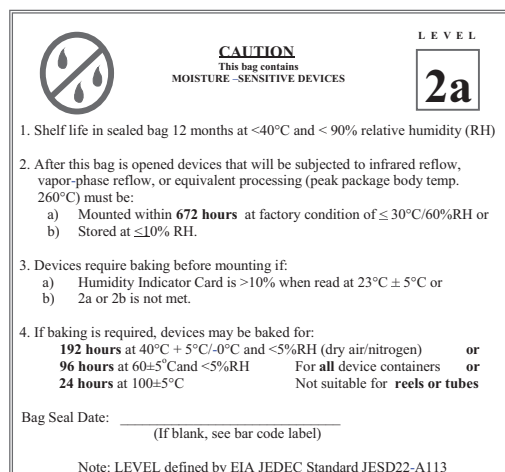 LEVEL
CAUTION
This bag contains
MOISTURE –SENSITIVE DEVICES
2a
1. Shelf life in sealed bag 12 months at <40°C and < 90% relative humidity (RH)
2. After this bag is opened devices that will be subjected to infrared reflow,
vapor-phase reflow, or equivalent processing (peak package body temp.
260°C) must be:
a) Mounted within 672 hours at factory condition of ≤ 30°C/60%RH or
b) Stored at ≤10% RH.
3. Devices require baking before mounting if:
a) Humidity Indicator Card is >10% when read at 23°C ± 5°C or
b) 2a or 2b is not met.
4. If baking is required, devices may be baked for:
192 hours at 40°C + 5°C/-0°C and <5%RH (dry air/nitrogen) or
96 hours at 60±5°Cand <5%RH For all device containers or
24 hours at 100±5°C Not suitable for reels or tubes
Bag Seal Date: ______________________________
(If blank, see bar code label)
Note: LEVEL defined by EIA JEDEC Standard JESD22-A113